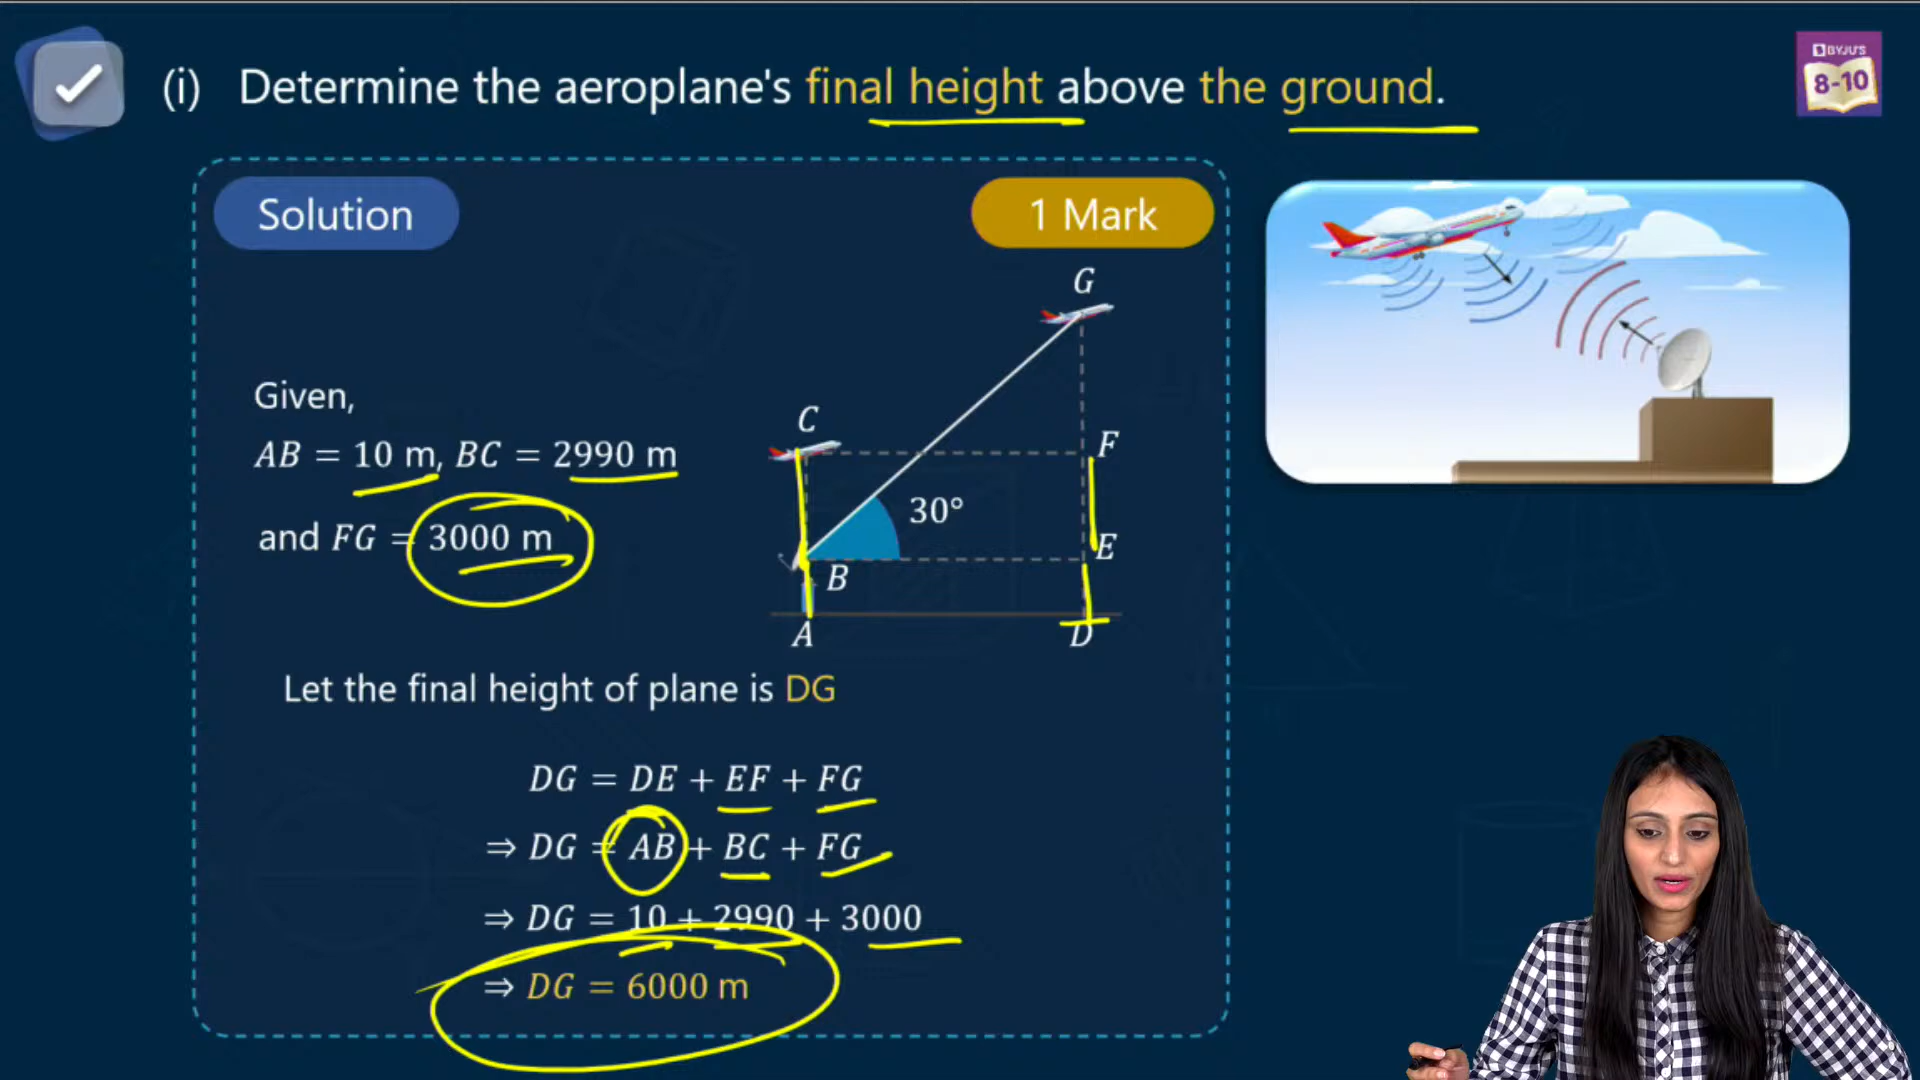 (i) Determine the aeroplane's final height above the ground.
BYJU'S
8-10
Solution
1 Mark
G
Given,
C
AB = 10 m, BC = 2990 m
F
30°
and FG = 3000 m
E
B
A
D
Let the final height of plane is DG
DG = DE + EF + FG
⇒ DG = AB + BC + FG
⇒ DG = 10 + 2990 + 3000
⇒ DG = 6000 m